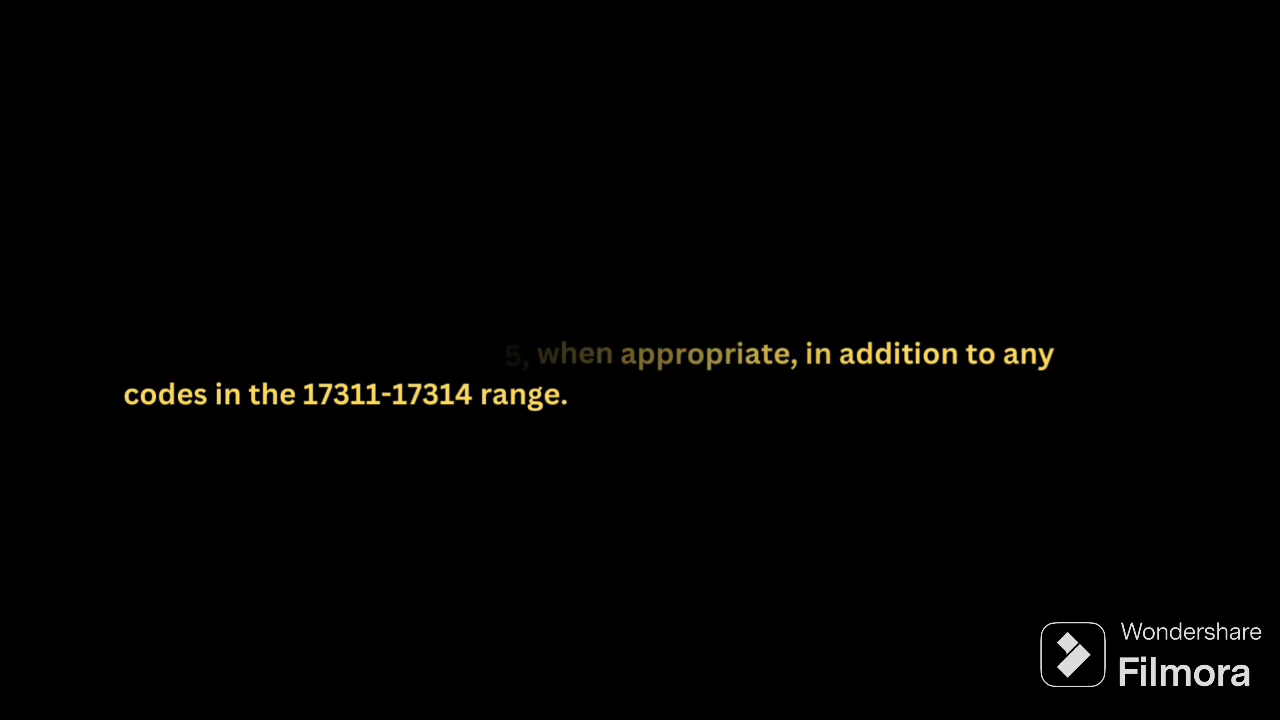 5, when appropriate, in addition to any
codes in the 17311-17314 range.
Wondershare
Filmora